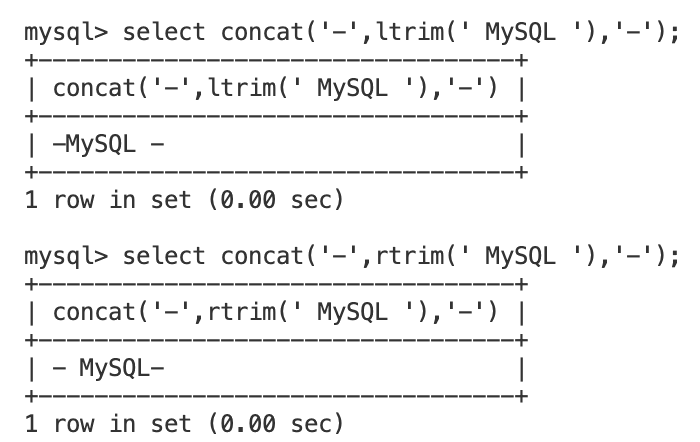 mysql> select concat('-',ltrim(' MySQL '),'-');
+----------------------------------+
| concat('-',ltrim(' MySQL '),'-') |
+----------------------------------+
| -MySQL -                         |
+----------------------------------+
1 row in set (0.00 sec)
mysql> select concat('-',rtrim(' MySQL '),'-');
+----------------------------------+
| concat('-',rtrim(' MySQL '),'-') |
+----------------------------------+
| - MySQL-                         |
+----------------------------------+
1 row in set (0.00 sec)